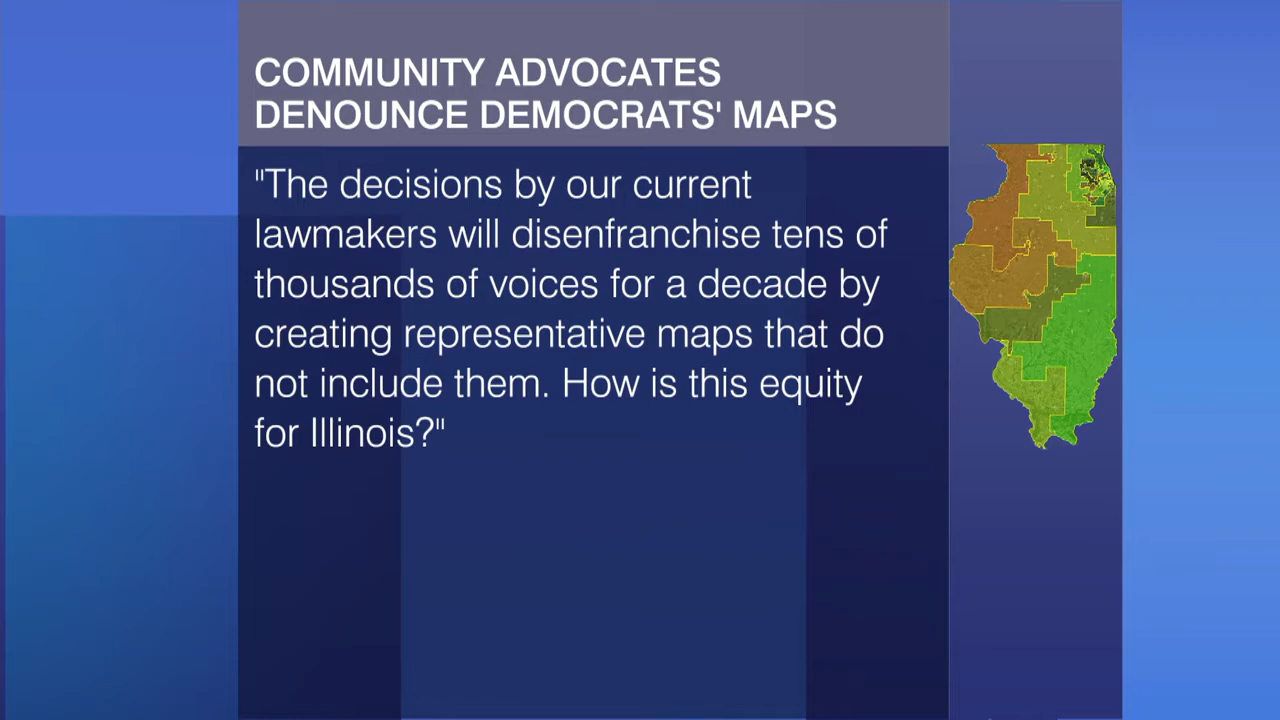 COMMUNITY ADVOCATES
DENOUNCE DEMOCRATS' MAPS
"The decisions by our current
lawmakers will disenfranchise tens of
thousands of voices for a decade by
creating representative maps that do
not include them. How is this equity
for Illinois?"